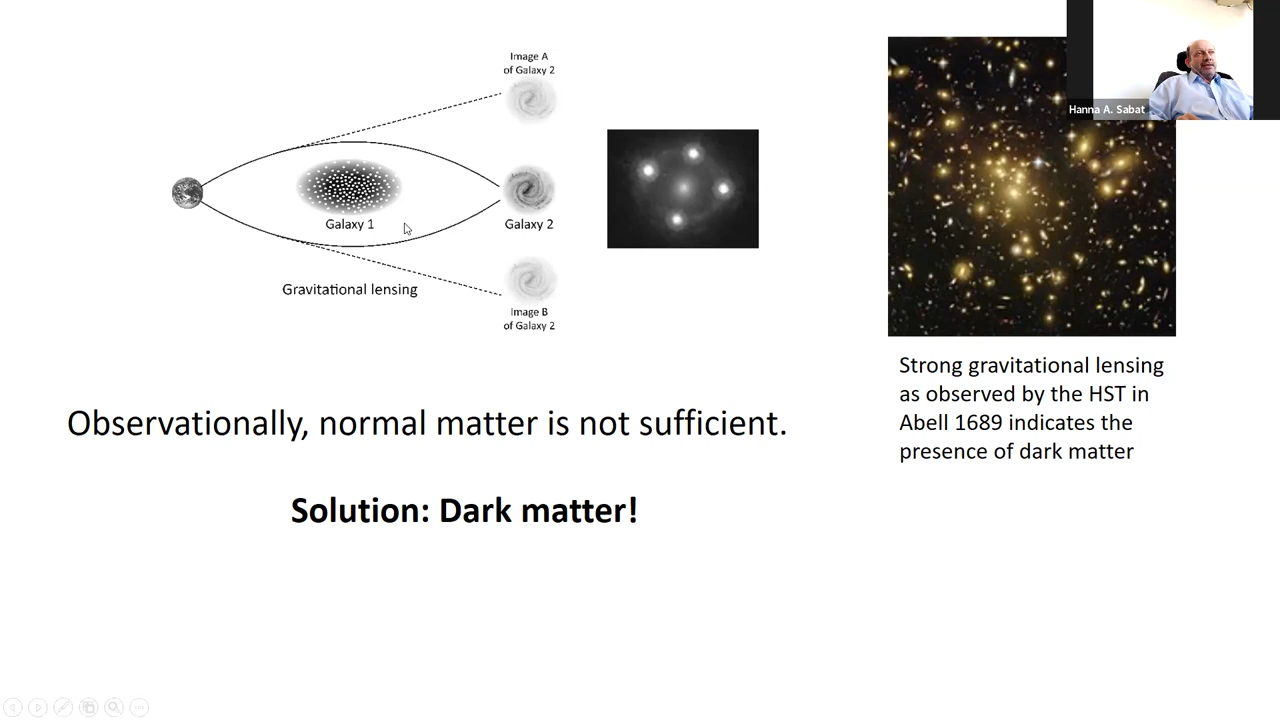 Image A
of Galaxy 2
Galaxy 1
Galaxy 2
Gravitational lensing
Image B
of Galaxy 2
Hanna A. Sabat
Strong gravitational lensing
as observed by the HST in
Abell 1689 indicates the
presence of dark matter
Observationally, normal matter is not sufficient.
Solution: Dark matter!